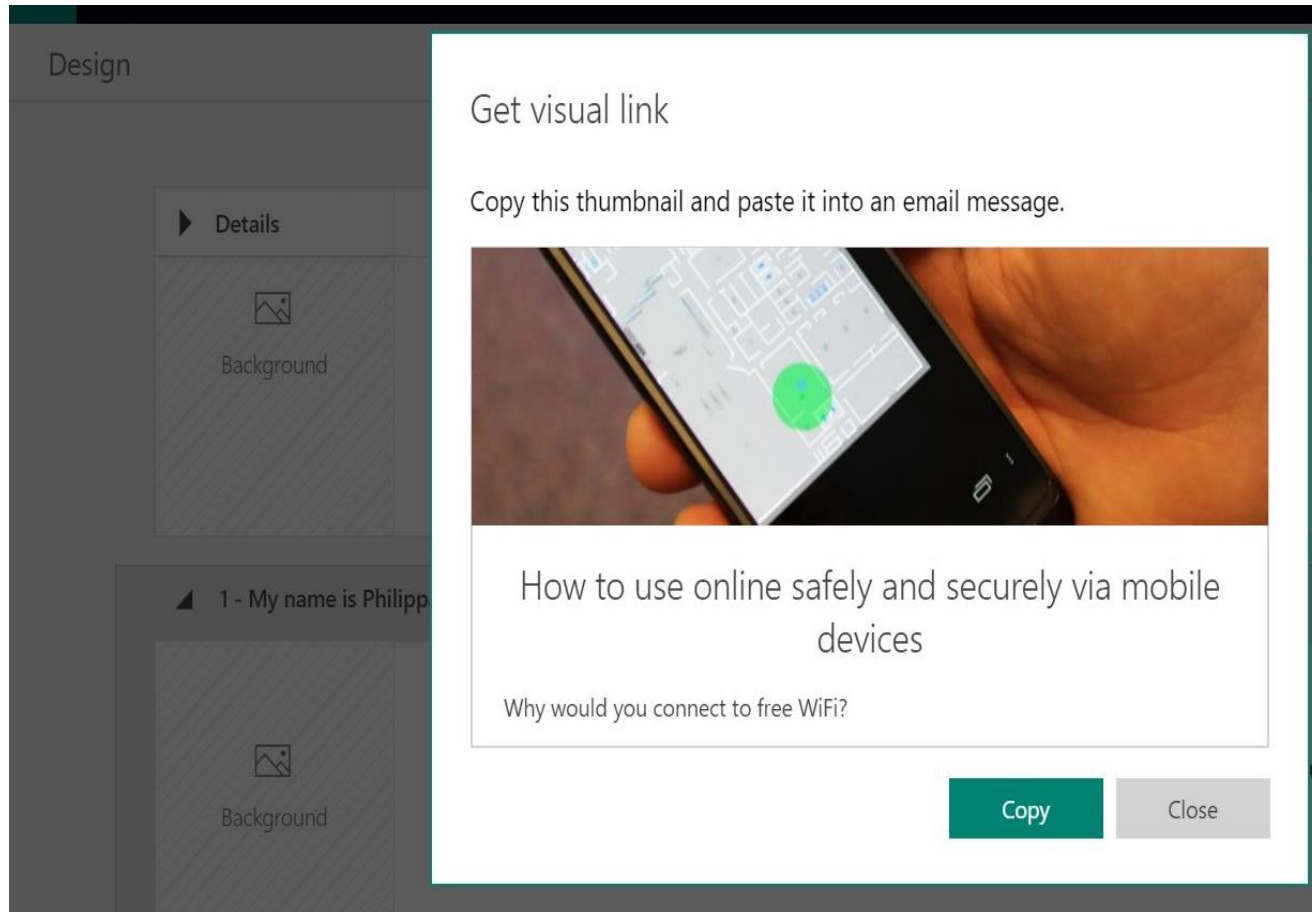 Design
Details
Background
1 - My name is Philipp
Background
Get visual link
Copy this thumbnail and paste it into an email message.
How to use online safely and securely via mobile
devices
Why would you connect to free WiFi?
Copy
Close